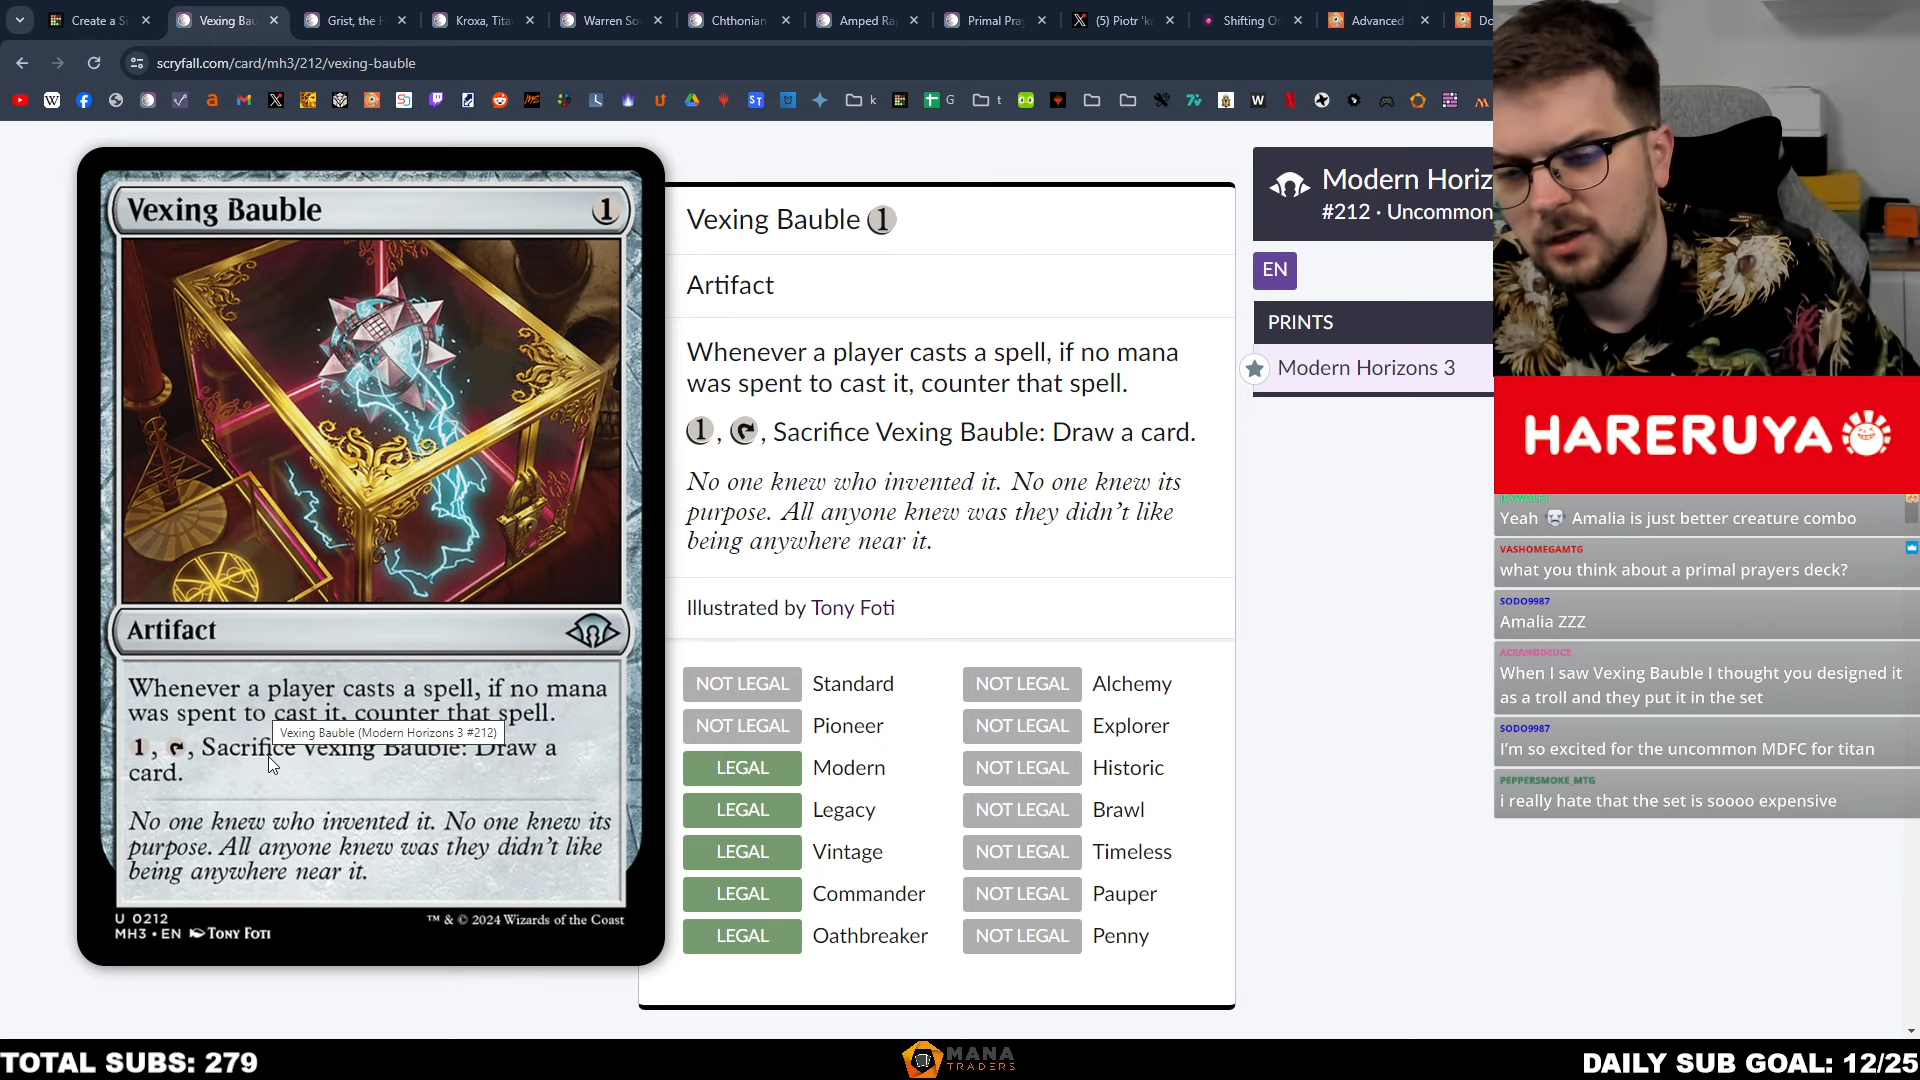 Create a S
Vexing Bau
Grist, the H
Kroxa, Tita
Warren So
Chthonian
Amped Ra
Primal Pra
(5) Piotr 'k
Shifting O
Advanced
Do
scryfall.com/card/mh3/212/vexing-bauble
k
G
t
Vexing Bauble 1
Artifact
Whenever a player casts a spell, if no mana
was spent to cast it, counter that spell.
Vexing Bauble (Modern Horizons 3 #212)
1, Sacrifice Vexing Bauble: Draw a
card.
No one knew who invented it. No one knew its
purpose. All anyone knew was they didn't like
being anywhere near it.
U 0212
MH3 • EN TONY FOTI
™ & © 2024 Wizards of the Coast
Vexing Bauble 1
Artifact
Whenever a player casts a spell, if no mana
was spent to cast it, counter that spell.
1, , Sacrifice Vexing Bauble: Draw a card.
No one knew who invented it. No one knew its
purpose. All anyone knew was they didn't like
being anywhere near it.
Illustrated by Tony Foti
NOT LEGAL Standard NOT LEGAL Alchemy
NOT LEGAL Pioneer NOT LEGAL Explorer
LEGAL Modern NOT LEGAL Historic
LEGAL Legacy NOT LEGAL Brawl
LEGAL Vintage NOT LEGAL Timeless
LEGAL Commander NOT LEGAL Pauper
LEGAL Oathbreaker NOT LEGAL Penny
Modern Horiz
#212 · Uncommon
EN
PRINTS
Modern Horizons 3
HARERUYA
Yeah Amalia is just better creature combo
VASHOMEGAMTG
what you think about a primal prayers deck?
SODO9987
Amalia ZZZ
ACEANDDEUCE
When I saw Vexing Bauble I thought you designed it
as a troll and they put it in the set
SODO9987
I'm so excited for the uncommon MDFC for titan
PEPPERSMOKE_MTG
i really hate that the set is soooo expensive
TOTAL SUBS: 279
MANA
TRADERS
DAILY SUB GOAL: 12/25